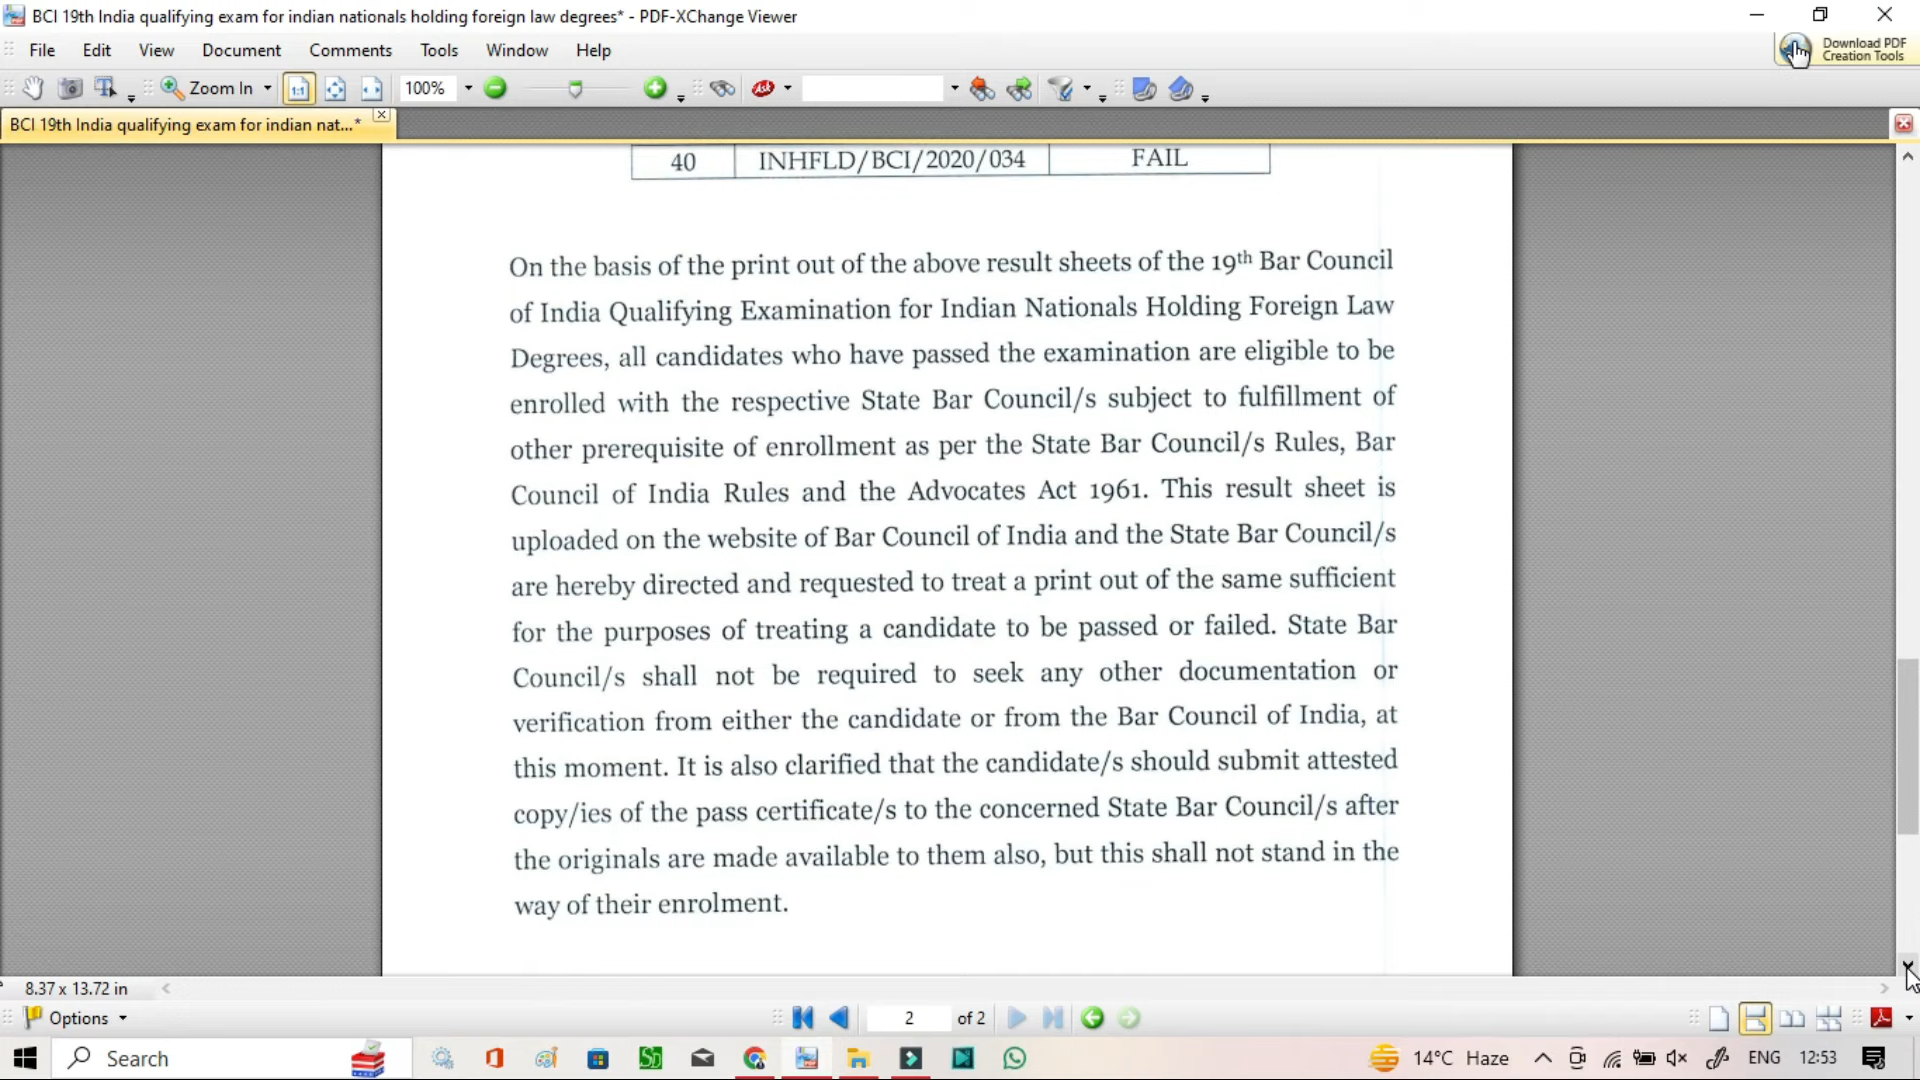 BCI 19th India qualifying exam for indian nationals holding foreign law degrees* - PDF-XChange Viewer
File Edit View Document Comments Tools Window Help
Download PDF
Creation Tools
Zoom In 100%
BCI 19th India qualifying exam for indian nat...*
40 INHFLD/BCI/2020/034 FAIL
On the basis of the print out of the above result sheets of the 19th Bar Council
of India Qualifying Examination for Indian Nationals Holding Foreign Law
Degrees, all candidates who have passed the examination are eligible to be
enrolled with the respective State Bar Council/s subject to fulfillment of
other prerequisite of enrollment as per the State Bar Council/s Rules, Bar
Council of India Rules and the Advocates Act 1961. This result sheet is
uploaded on the website of Bar Council of India and the State Bar Council/s
are hereby directed and requested to treat a print out of the same sufficient
for the purposes of treating a candidate to be passed or failed. State Bar
Council/s shall not be required to seek any other documentation or
verification from either the candidate or from the Bar Council of India, at
this moment. It is also clarified that the candidate/s should submit attested
copy/ies of the pass certificate/s to the concerned State Bar Council/s after
the originals are made available to them also, but this shall not stand in the
way of their enrolment.
8.37 x 13.72 in
Options 2 of 2
Search 14°C Haze ENG 12:53